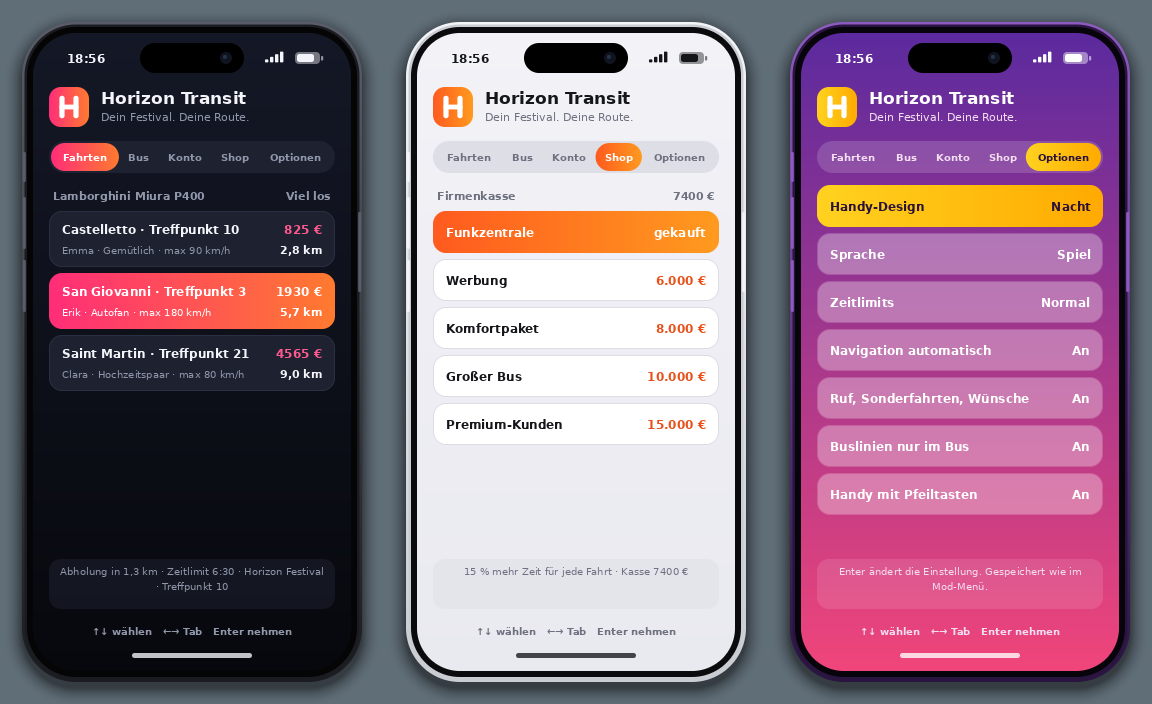 18:56
H
Horizon Transit
Dein Festival. Deine Route.
Fahrten Bus Konto Shop Optionen
Lamborghini Miura P400 Viel los
Castelletto · Treffpunkt 10 825 €
Emma · Gemütlich · max 90 km/h 2,8 km
San Giovanni · Treffpunkt 3 1930 €
Erik · Autofan · max 180 km/h 5,7 km
Saint Martin · Treffpunkt 21 4565 €
Clara · Hochzeitspaar · max 80 km/h 9,0 km
Abholung in 1,3 km · Zeitlimit 6:30 · Horizon Festival
· Treffpunkt 10
↑↓ wählen ←→ Tab Enter nehmen
18:56
H
Horizon Transit
Dein Festival. Deine Route.
Fahrten Bus Konto Shop Optionen
Firmenkasse 7400 €
Funkzentrale gekauft
Werbung 6.000 €
Komfortpaket 8.000 €
Großer Bus 10.000 €
Premium-Kunden 15.000 €
15 % mehr Zeit für jede Fahrt · Kasse 7400 €
↑↓ wählen ←→ Tab Enter nehmen
18:56
H
Horizon Transit
Dein Festival. Deine Route.
Fahrten Bus Konto Shop Optionen
Handy-Design Nacht
Sprache Spiel
Zeitlimits Normal
Navigation automatisch An
Ruf, Sonderfahrten, Wünsche An
Buslinien nur im Bus An
Handy mit Pfeiltasten An
Enter ändert die Einstellung. Gespeichert wie im
Mod-Menü.
↑↓ wählen ←→ Tab Enter nehmen